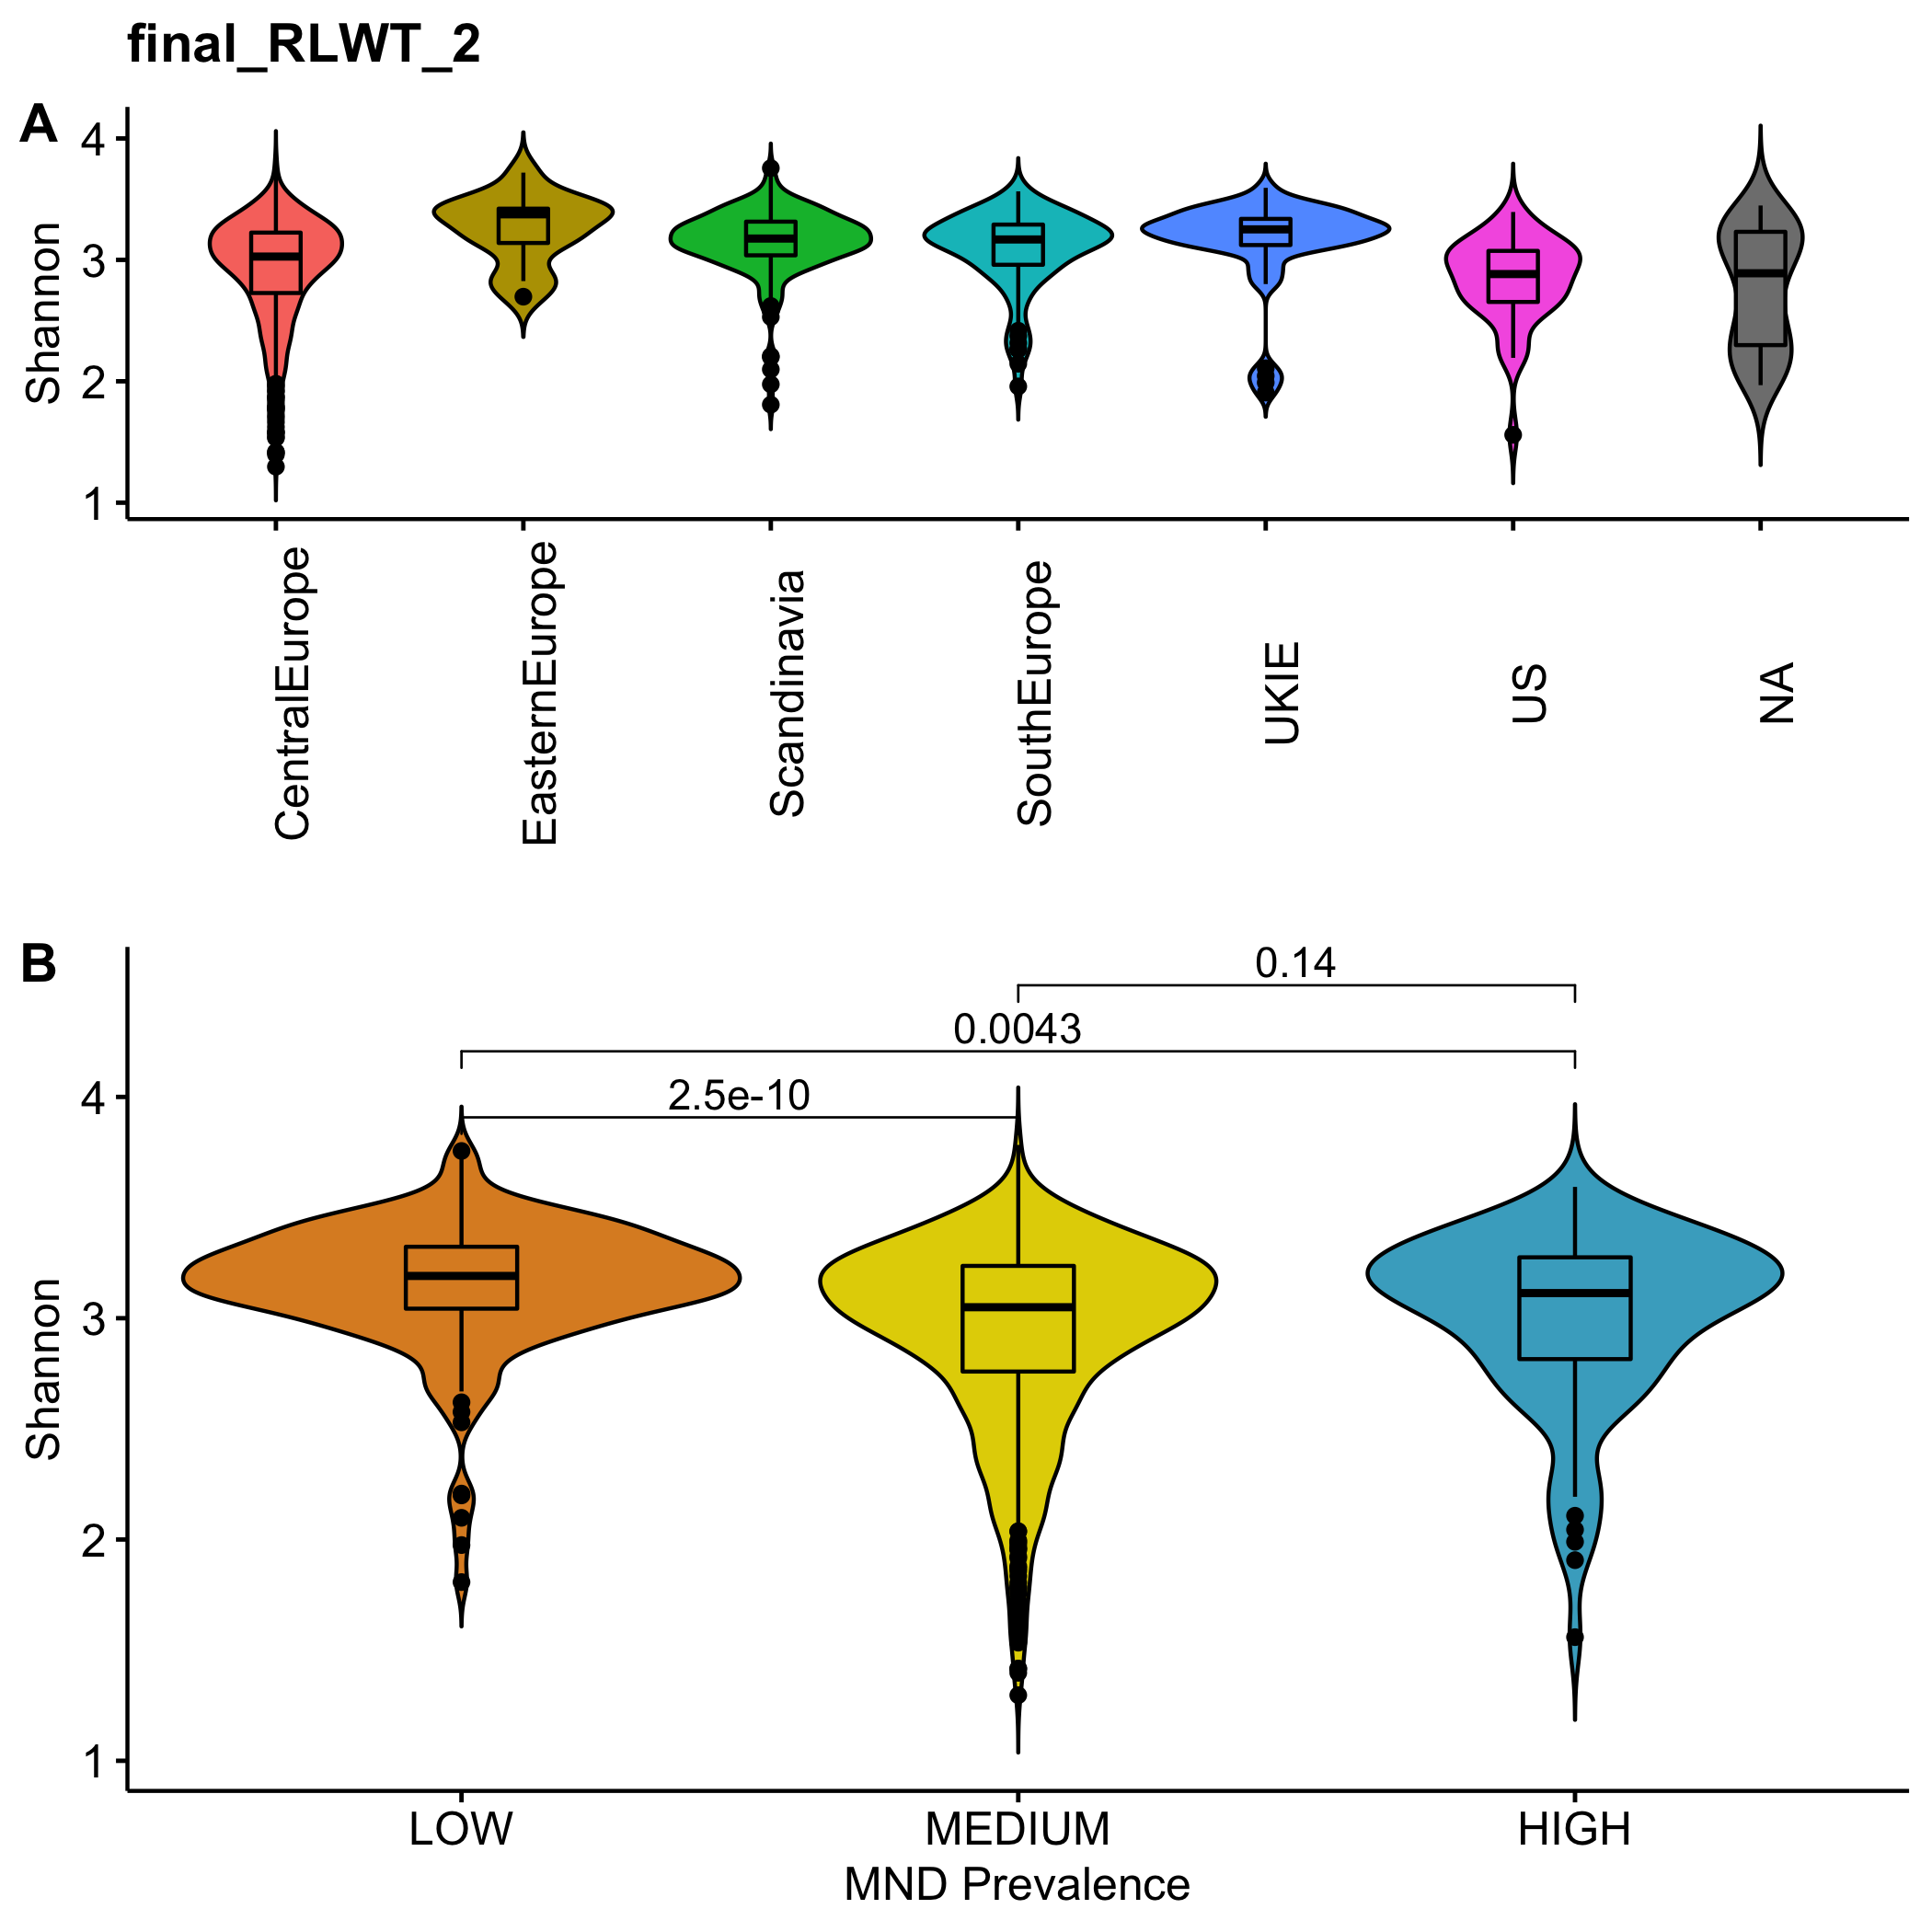 final_RLWT_2
A
Shannon
4
3
2
1
CentralEurope
EasternEurope
Scandinavia
SouthEurope
UKIE
US
NA
B
0.14
0.0043
2.5e-10
Shannon
4
3
2
1
LOW
MEDIUM
HIGH
MND Prevalence